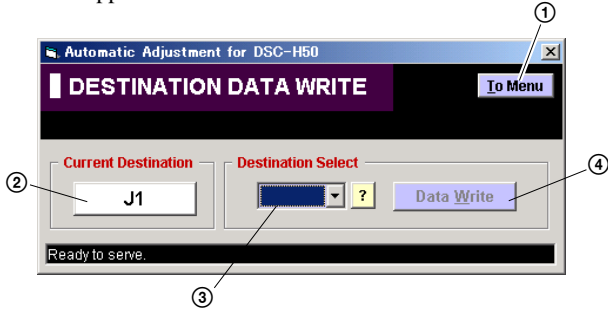 ①
Automatic Adjustment for DSC-H50
DESTINATION DATA WRITE
To Menu
Current Destination
Destination Select
②
J1
?
Data Write
④
Ready to serve.
③